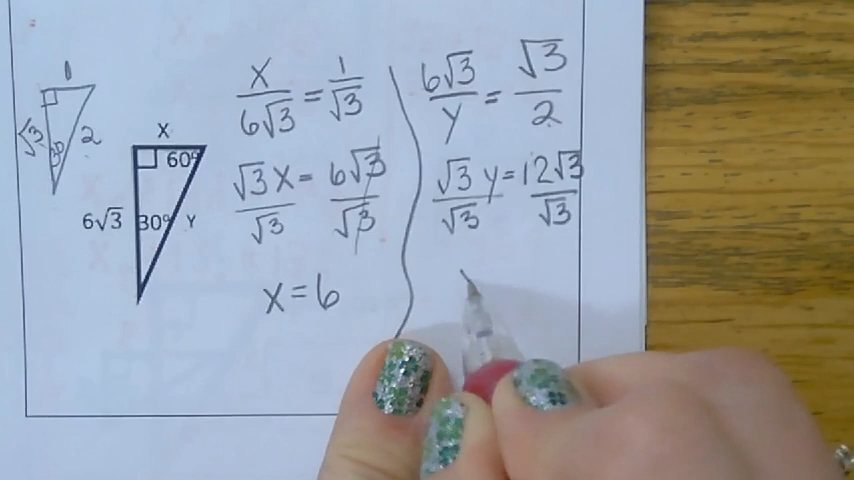 1
√3
2
30
X
60°
6√3
30°
Y
X/6√3 = 1/√3
√3X/√3 = 6√3/√3
x = 6
6√3/y = √3/2
√3y/√3 = 12√3/√3